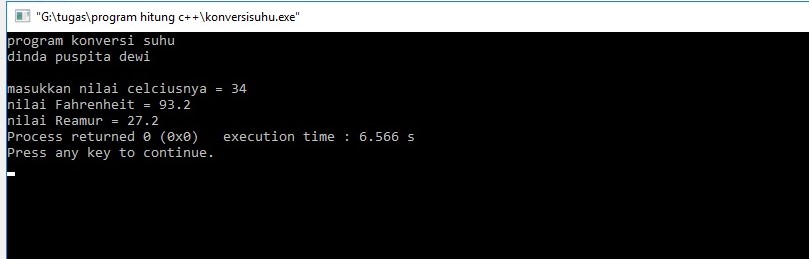 "G:\tugas\program hitung c++\konversisuhu.exe"
program konversi suhu
dinda puspita dewi
masukkan nilai celciusnya = 34
nilai Fahrenheit = 93.2
nilai Reamur = 27.2
Process returned 0 (0x0)   execution time : 6.566 s
Press any key to continue.